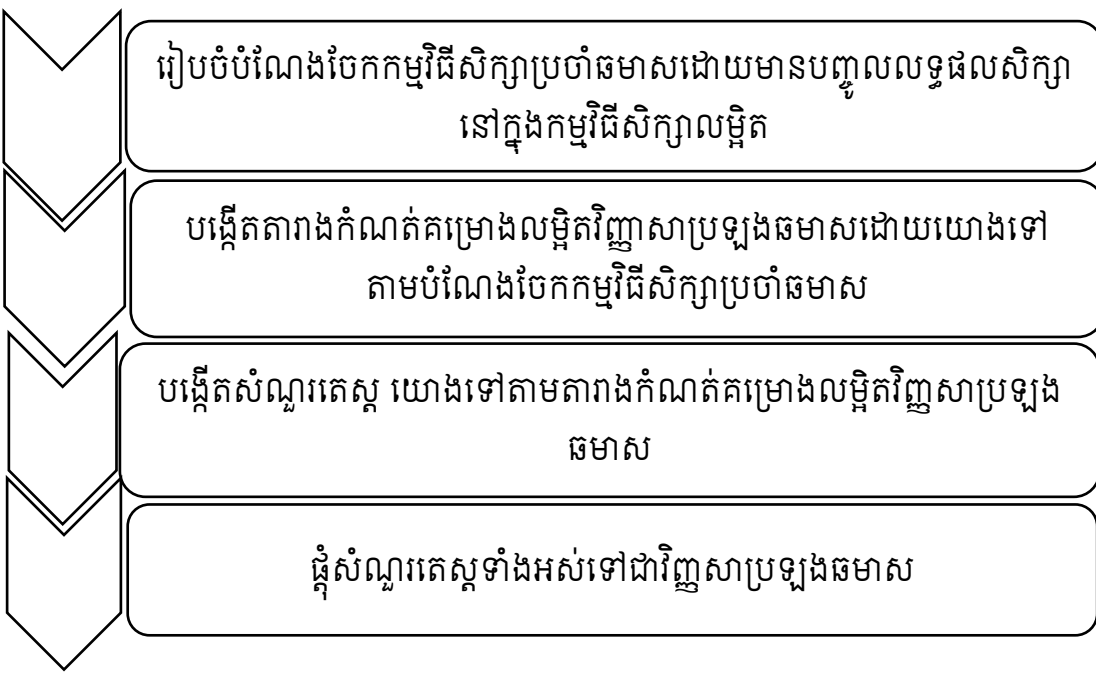 រៀបចំបំណែងចែកកម្មវិធីសិក្សាប្រចាំឆមាសដោយមានបញ្ចូលលទ្ធផលសិក្សា
នៅក្នុងកម្មវិធីសិក្សាលម្អិត
បង្កើតតារាងកំណត់គម្រោងលម្អិតវិញ្ញាសាប្រឡងឆមាសដោយយោងទៅ
តាមបំណែងចែកកម្មវិធីសិក្សាប្រចាំឆមាស
បង្កើតសំណួរតេស្ត យោងទៅតាមតារាងកំណត់គម្រោងលម្អិតវិញ្ញសាប្រឡង
ឆមាស
ផ្តុំសំណួរតេស្តទាំងអស់ទៅជាវិញ្ញសាប្រឡងឆមាស